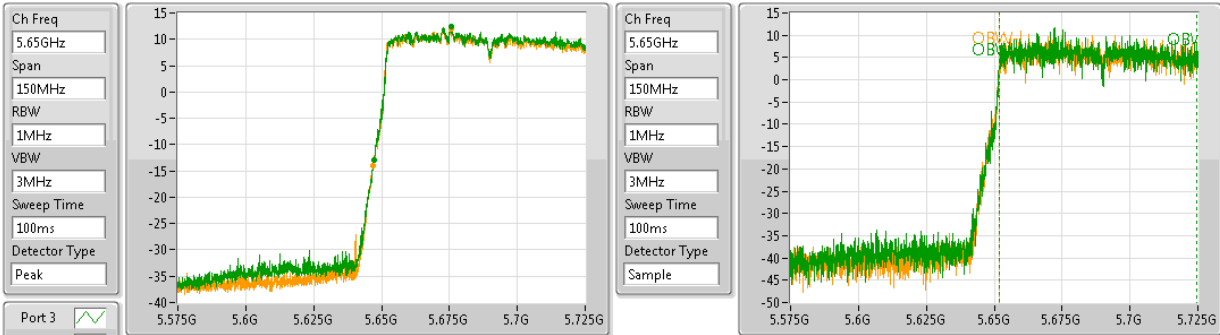 Ch Freq
5.65GHz
Span
150MHz
RBW
1MHz
VBW
3MHz
Sweep Time
100ms
Detector Type
Peak
Port 3
15
10
5
0
-5
-10
-15
-20
-25
-30
-35
-40
5.575G 5.6G 5.625G 5.65G 5.675G 5.7G 5.725G
Ch Freq
5.65GHz
Span
150MHz
RBW
1MHz
VBW
3MHz
Sweep Time
100ms
Detector Type
Sample
15
10
5
0
-5
-10
-15
-20
-25
-30
-35
-40
-45
-50
OBW
OBW
OBW
5.575G 5.6G 5.625G 5.65G 5.675G 5.7G 5.725G